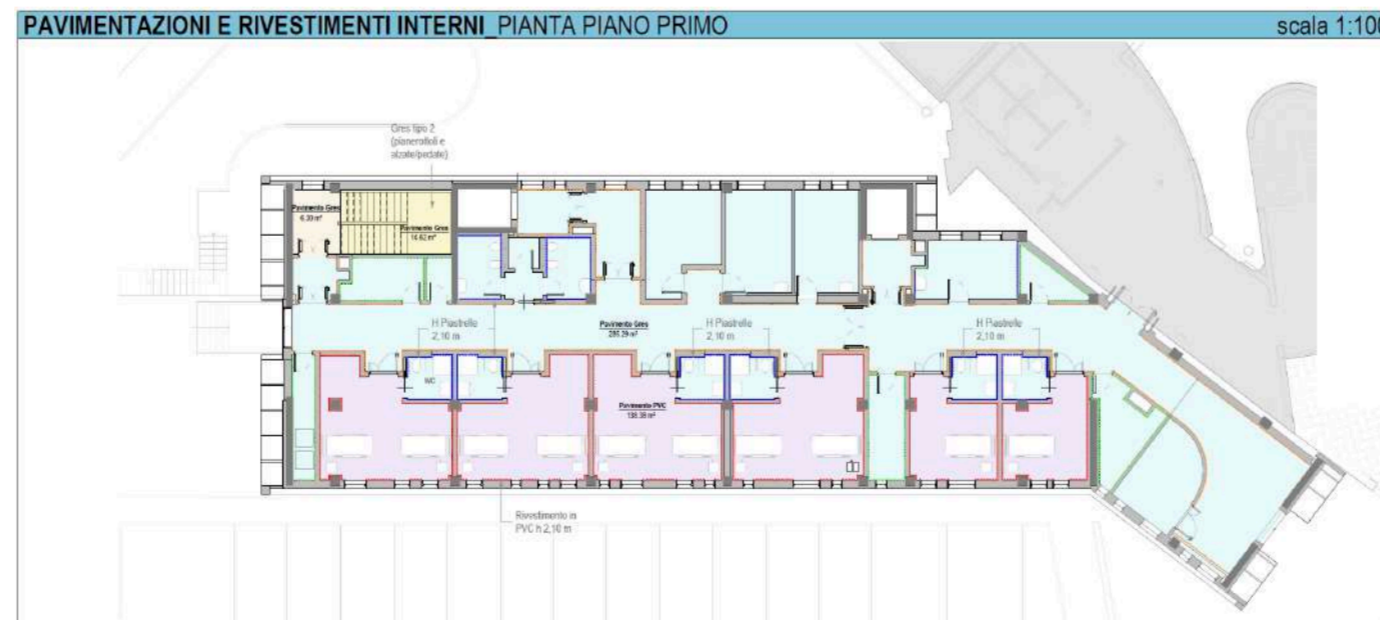 PAVIMENTAZIONI E RIVESTIMENTI INTERNI_PIANTA PIANO PRIMO
scala 1:100
Gres tipo 2
(pianerottoli e
alzate/pedate)
Pavimento Gres
Pavimento Gres
H Piastrelle
2,10 m
Pavimento Gres
H Piastrelle
2,10 m
H Piastrelle
2,10 m
WC
Pavimento PVC
Rivestimento in
PVC h 2,10 m